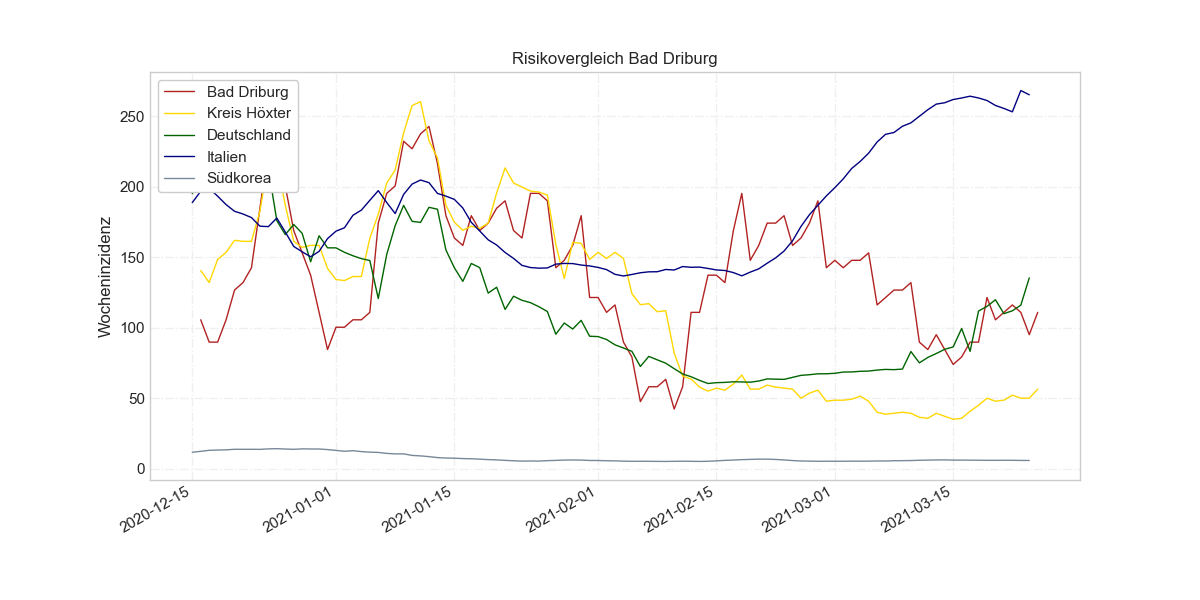 Risikovergleich Bad Driburg
Bad Driburg
Kreis Höxter
Deutschland
Italien
Südkorea
Wocheninzidenz
250
200
150
100
50
0
2020-12-15
2021-01-01
2021-01-15
2021-02-01
2021-02-15
2021-03-01
2021-03-15